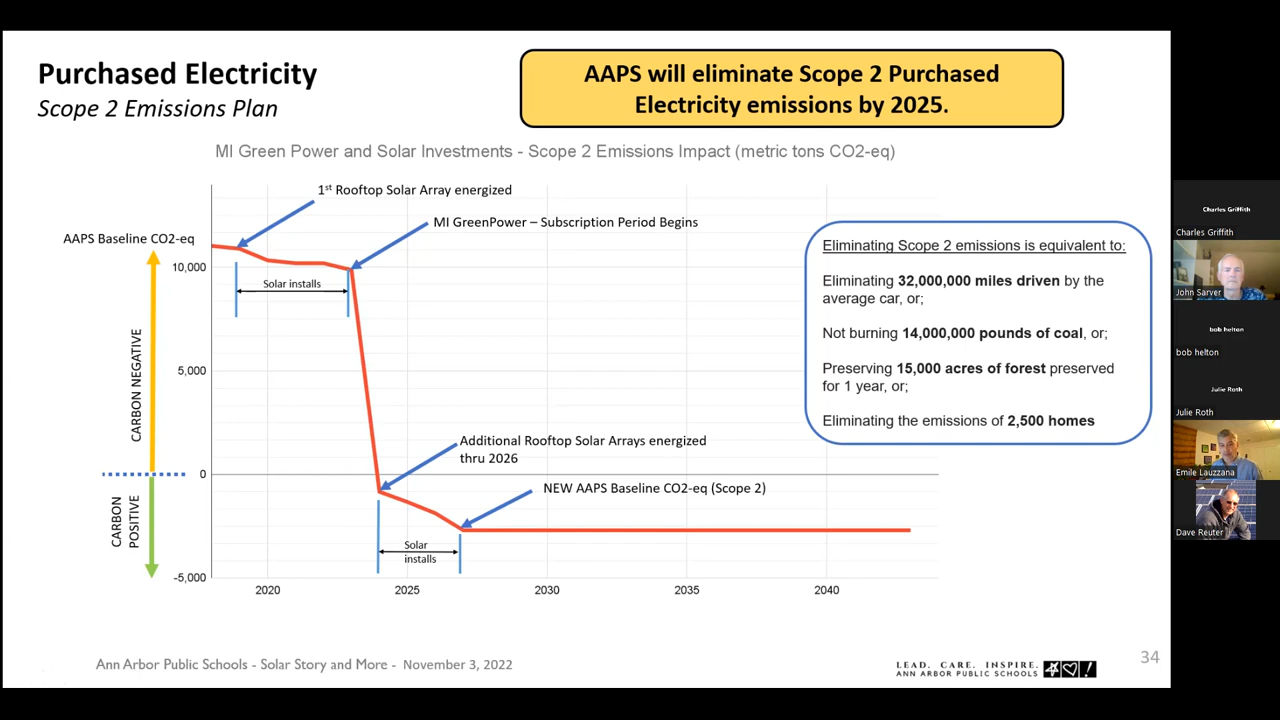 Purchased Electricity
Scope 2 Emissions Plan
AAPS will eliminate Scope 2 Purchased
Electricity emissions by 2025.
MI Green Power and Solar Investments - Scope 2 Emissions Impact (metric tons CO2-eq)
1st Rooftop Solar Array energized
MI GreenPower – Subscription Period Begins
AAPS Baseline CO2-eq
10,000
Solar installs
5,000
CARBON NEGATIVE
Additional Rooftop Solar Arrays energized
thru 2026
0
NEW AAPS Baseline CO2-eq (Scope 2)
CARBON
POSITIVE
Solar
installs
-5,000
2020
2025
2030
2035
2040
Eliminating Scope 2 emissions is equivalent to:
Eliminating 32,000,000 miles driven by the
average car, or;
Not burning 14,000,000 pounds of coal, or;
Preserving 15,000 acres of forest preserved
for 1 year, or;
Eliminating the emissions of 2,500 homes
Ann Arbor Public Schools - Solar Story and More - November 3, 2022
LEAD. CARE. INSPIRE.
ANN ARBOR PUBLIC SCHOOLS
34
Charles Griffith
Charles Griffith
John Sarver
bob helton
bob helton
Julie Roth
Julie Roth
Emile Lauzzana
Dave Reuter